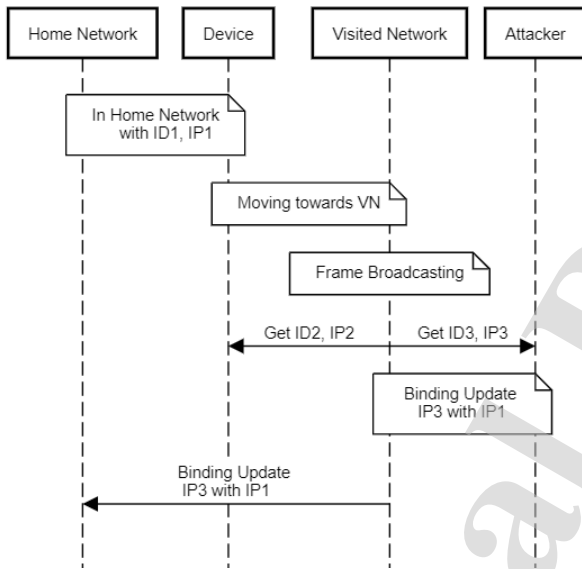 Home Network
Device
Visited Network
Attacker
In Home Network
with ID1, IP1
Moving towards VN
Frame Broadcasting
Get ID2, IP2
Get ID3, IP3
Binding Update
IP3 with IP1
Binding Update
IP3 with IP1